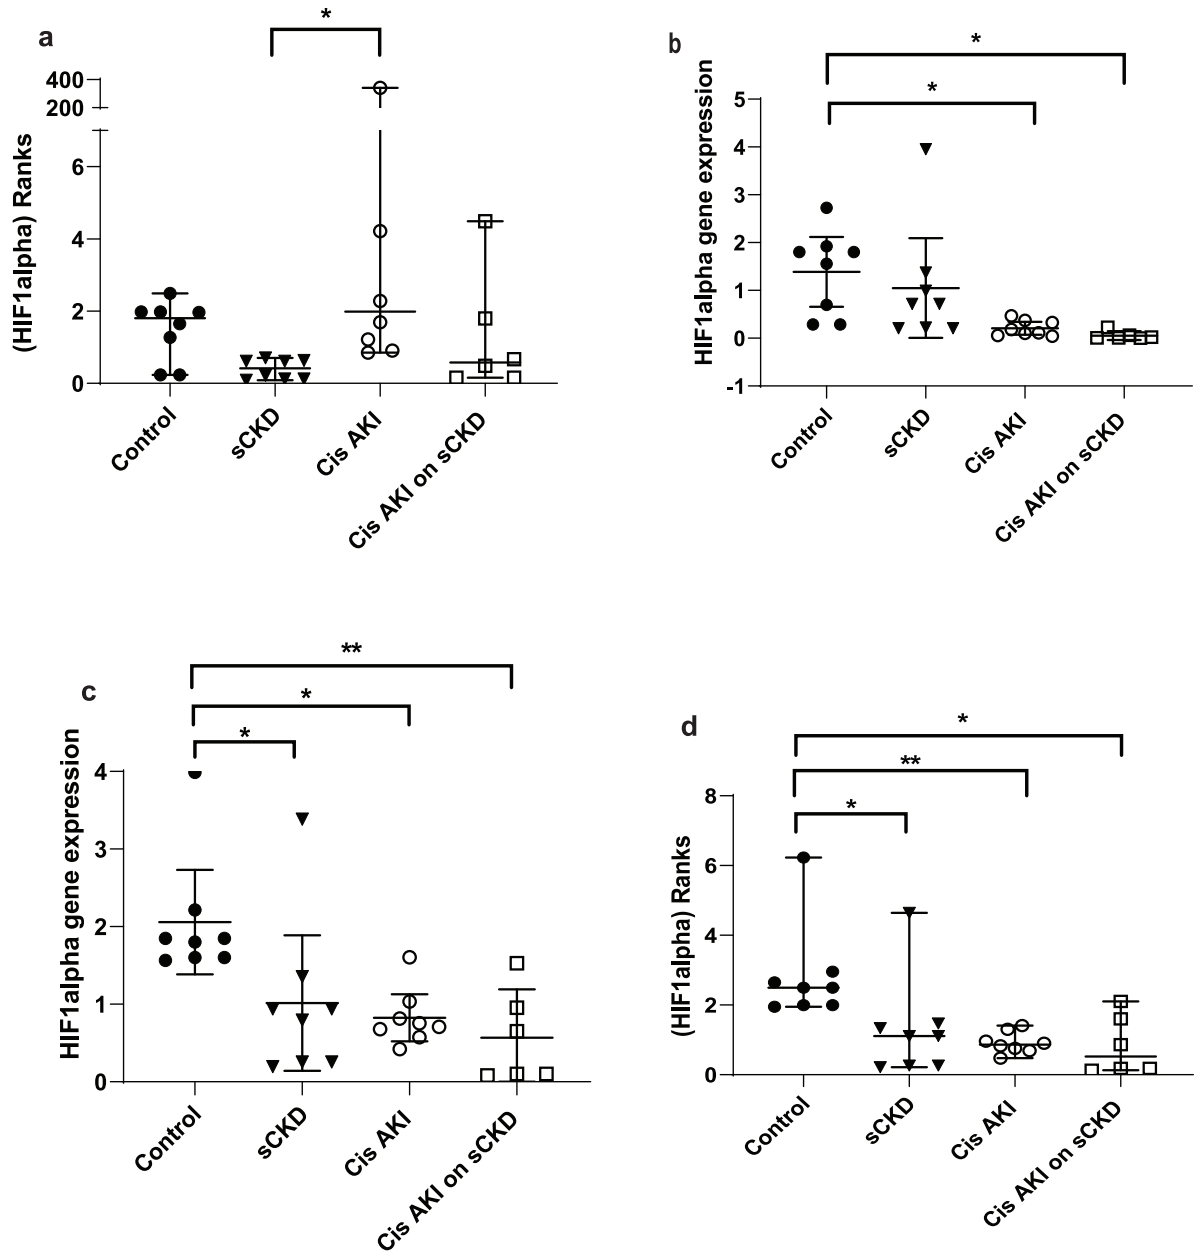 a
*
(HIF1alpha) Ranks
400
200
6
4
2
0
Control
sCKD
Cis AKI
Cis AKI on sCKD
b
*
*
HIF1alpha gene expression
5
4
3
2
1
0
-1
Control
sCKD
Cis AKI
Cis AKI on sCKD
c
**
*
*
HIF1alpha gene expression
4
3
2
1
0
Control
sCKD
Cis AKI
Cis AKI on sCKD
d
*
**
*
(HIF1alpha) Ranks
8
6
4
2
0
Control
sCKD
Cis AKI
Cis AKI on sCKD